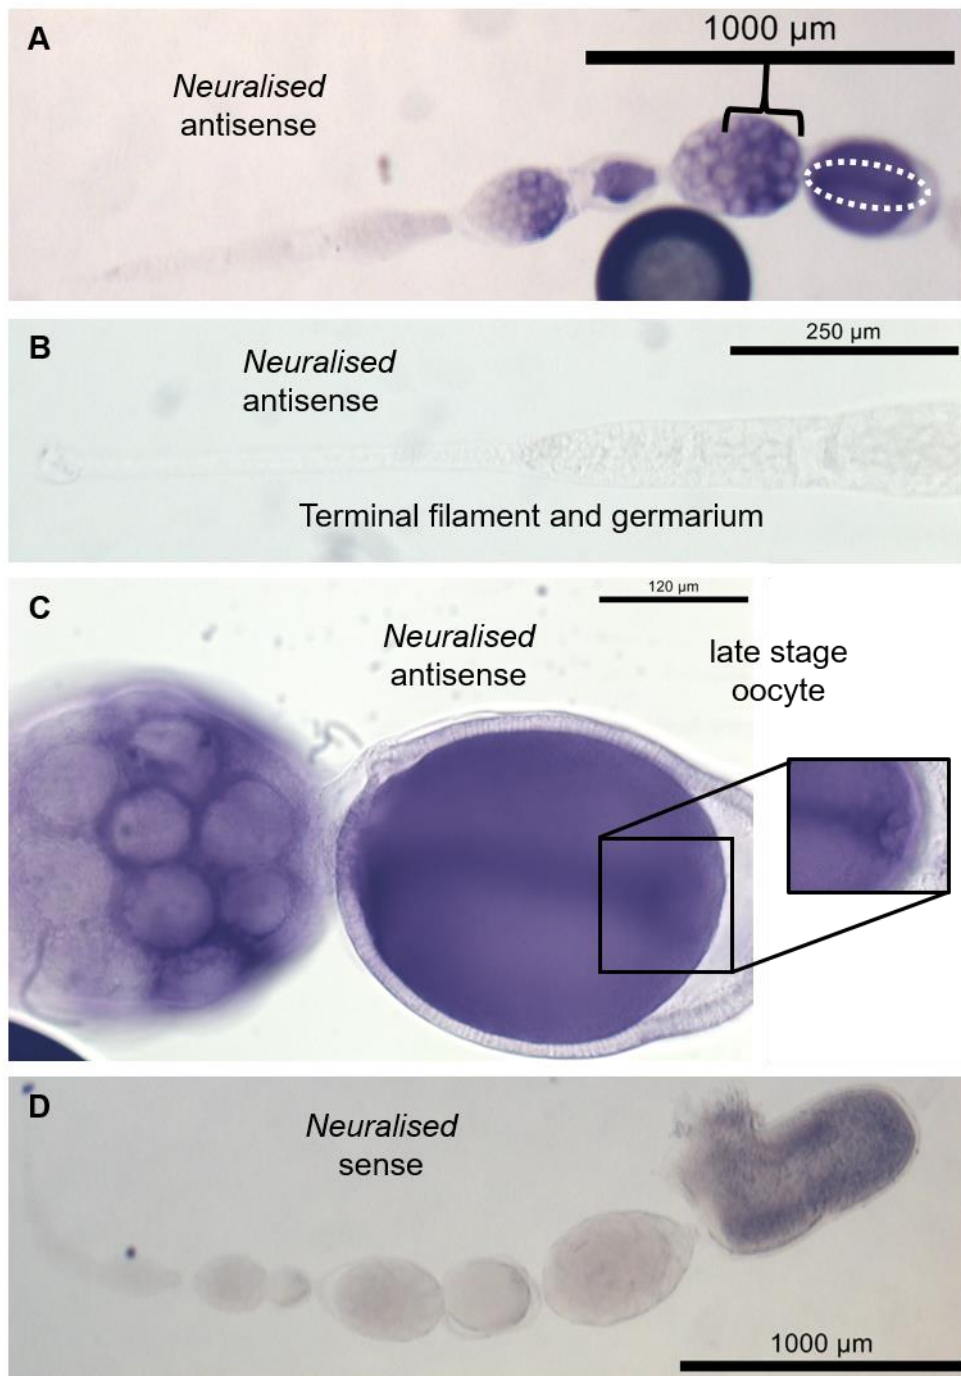 A
Neuralised
antisense
1000 µm
B
Neuralised
antisense
250 µm
Terminal filament and germarium
C
Neuralised
antisense
120 µm
late stage
oocyte
D
Neuralised
sense
1000 µm